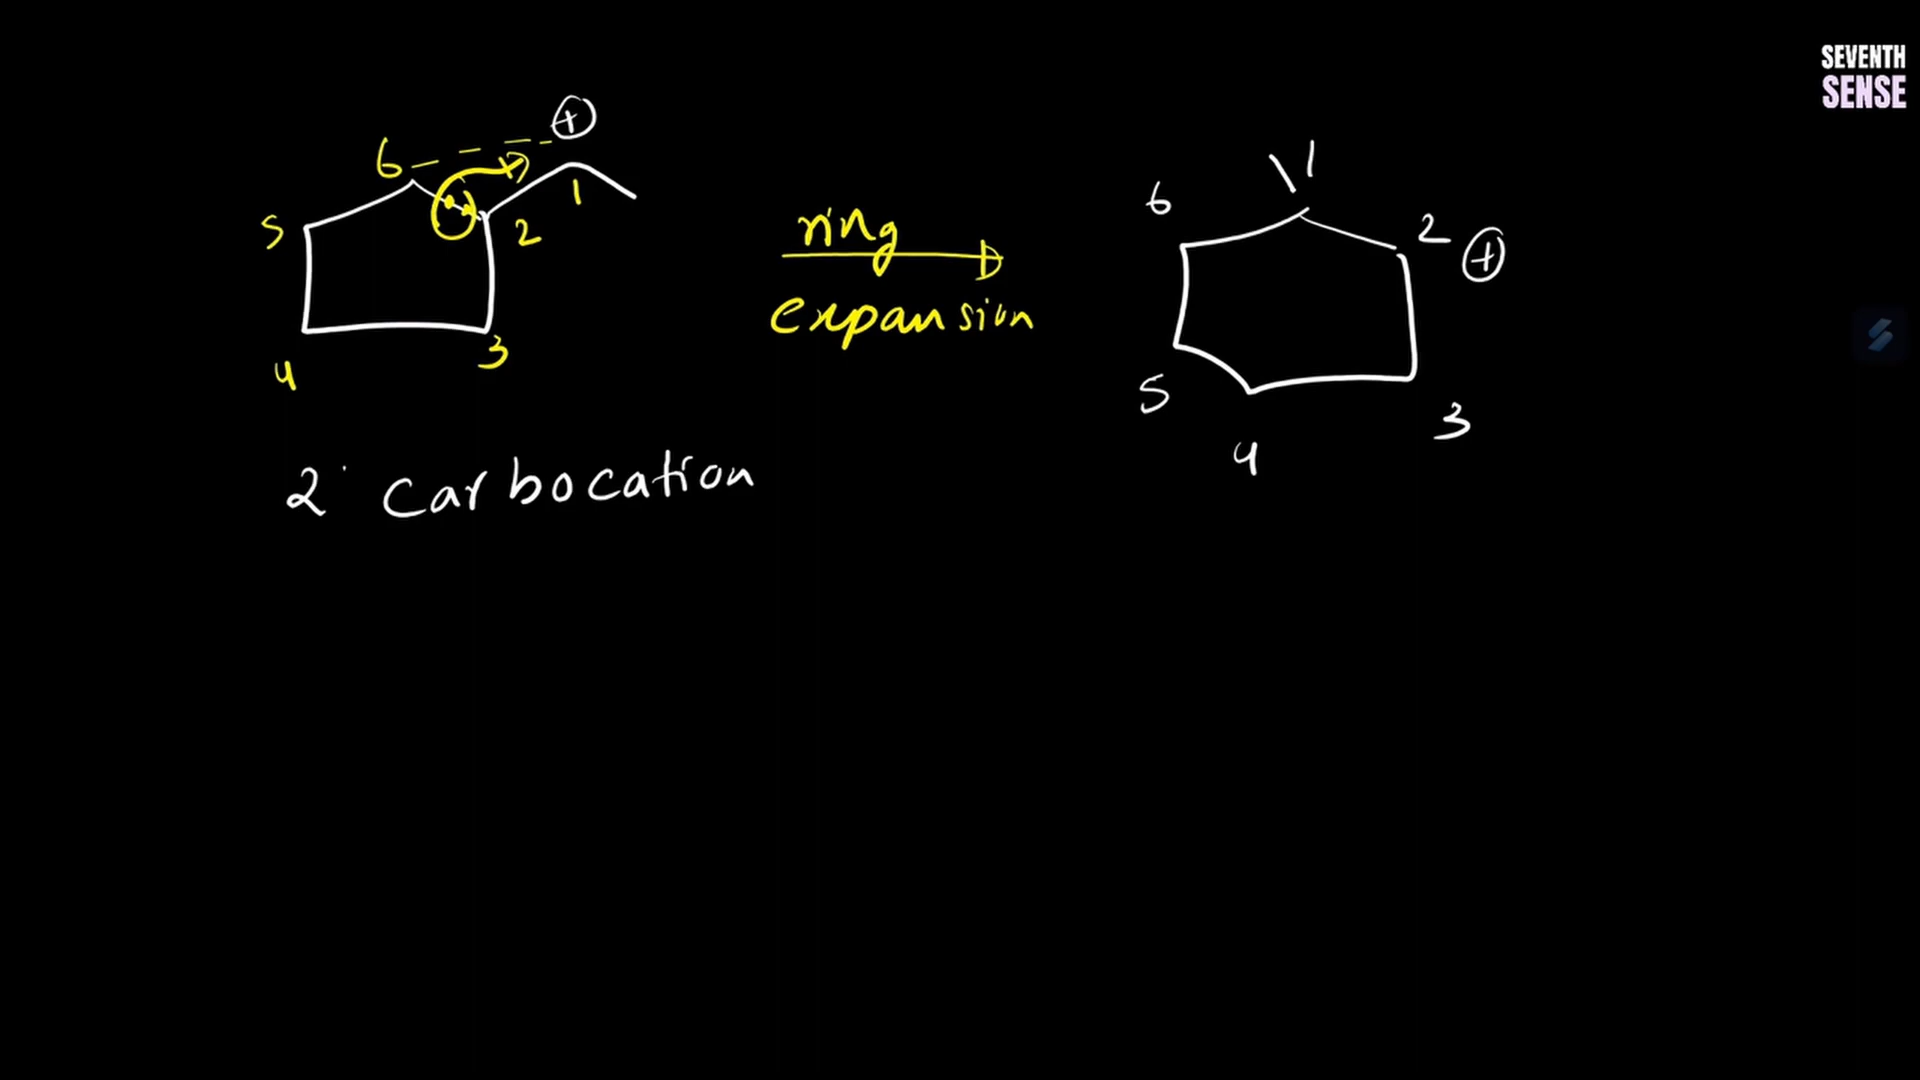 SEVENTH
SENSE
⊕
6
1
5
2
4
3
ring
expansion
6
2
⊕
5
3
4
2° carbocation